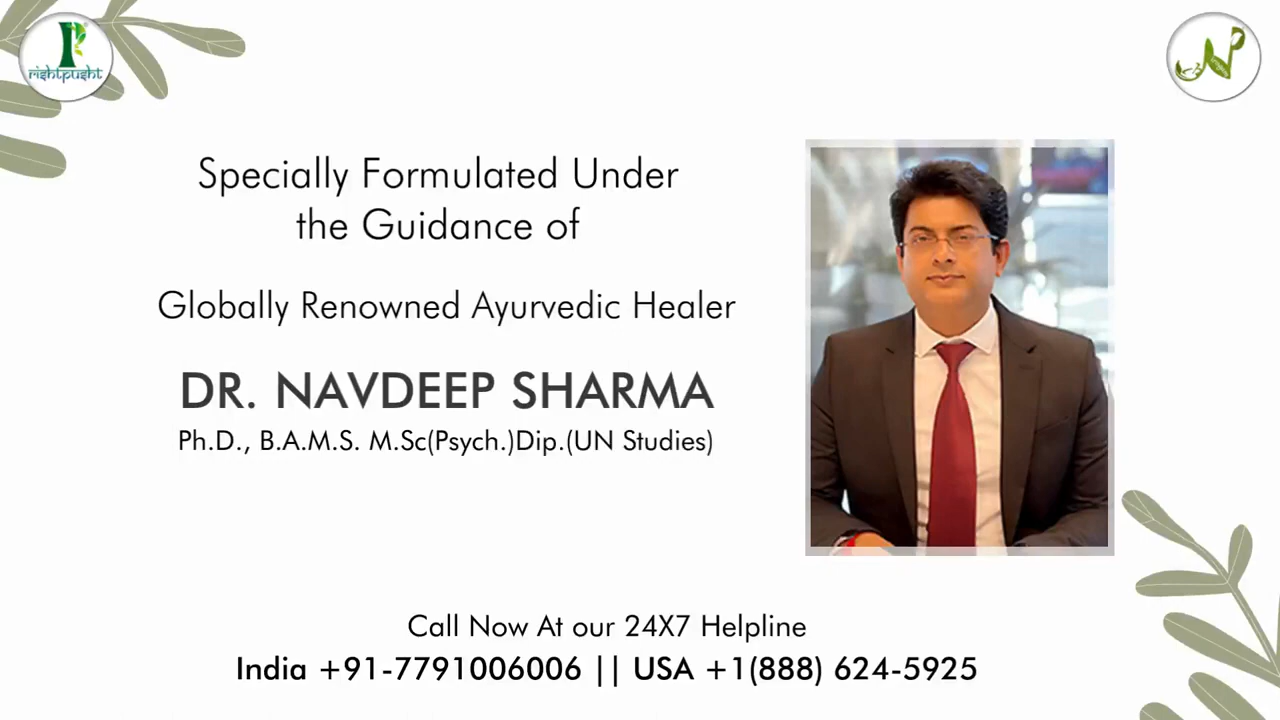 rishtpusht
Specially Formulated Under
the Guidance of
Globally Renowned Ayurvedic Healer
DR. NAVDEEP SHARMA
Ph.D., B.A.M.S. M.Sc(Psych.)Dip.(UN Studies)
Call Now At our 24X7 Helpline
India +91-7791006006 || USA +1(888) 624-5925